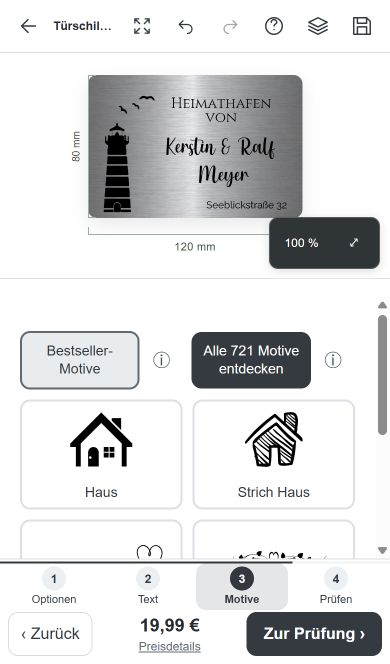 Türschil...
HEIMATHAFEN
VON
Kerstin & Ralf
Meyer
Seeblickstraße 32
80 mm
120 mm
100 %
Bestseller-
Motive
Alle 721 Motive
entdecken
Haus
Strich Haus
1
2
3
4
Optionen
Text
Motive
Prüfen
‹ Zurück
19,99 €
Preisdetails
Zur Prüfung ›